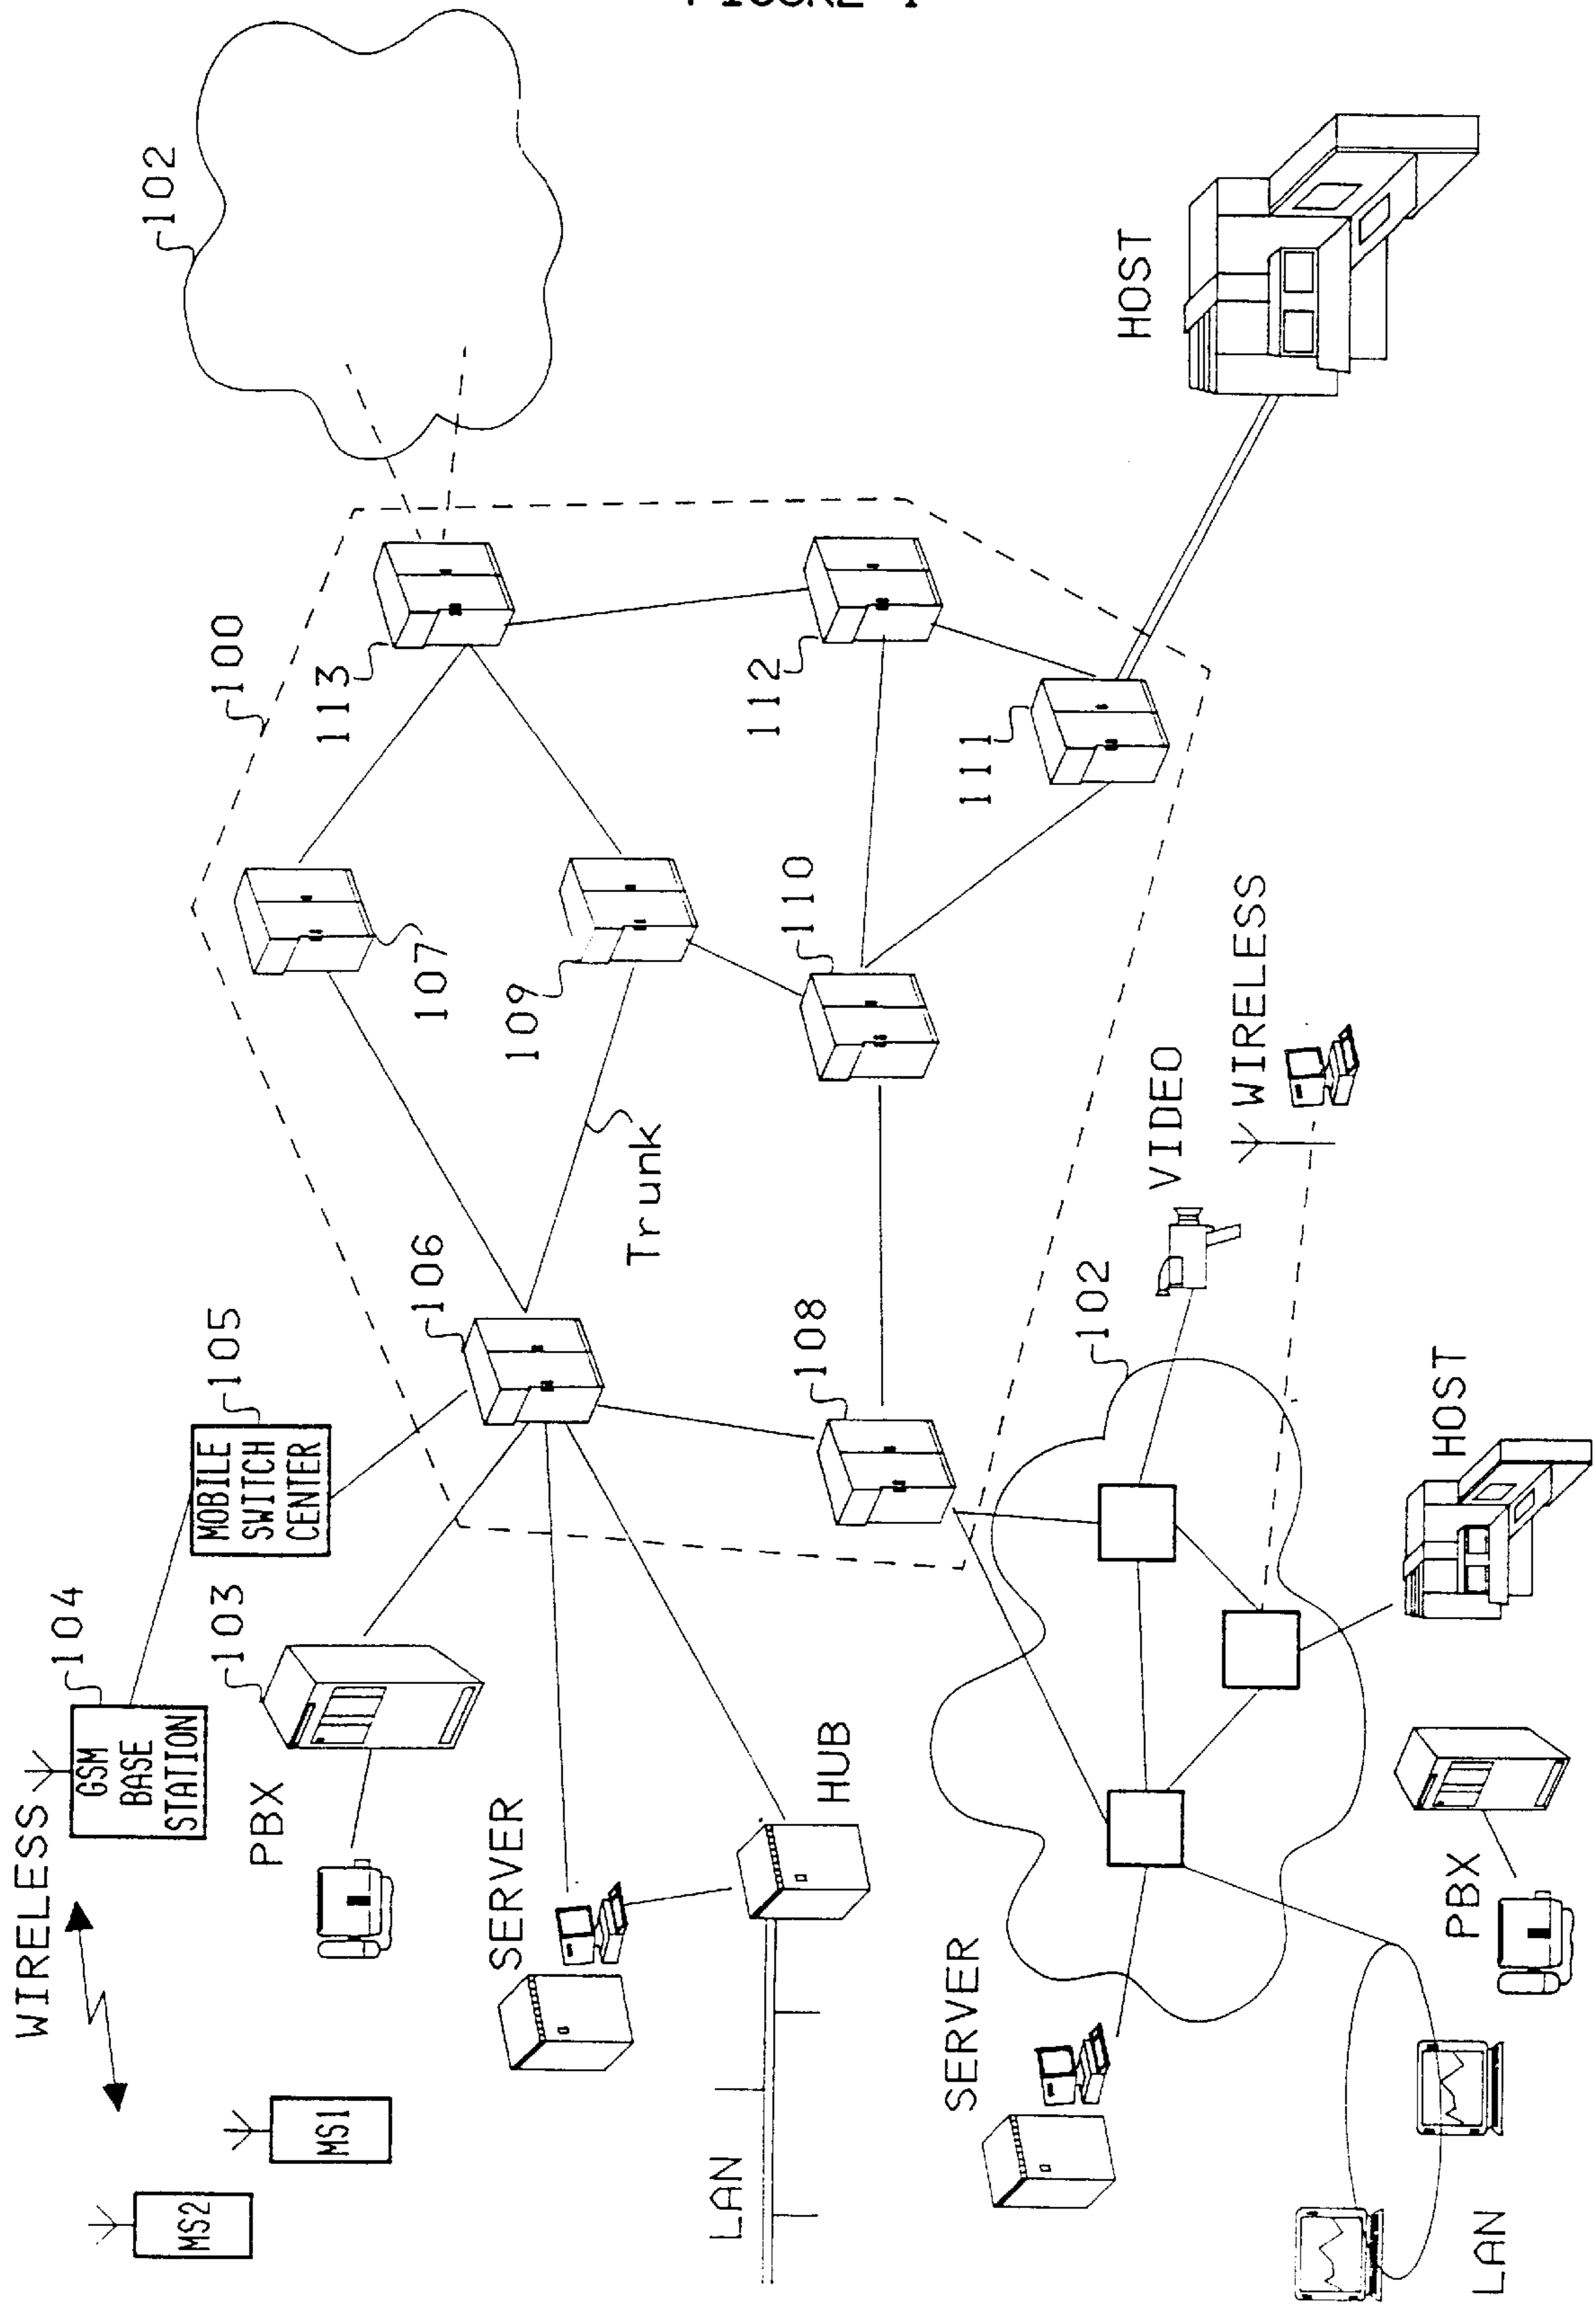 FIGURE 1
WIRELESS
104
GSM
BASE
STATION
105
MOBILE
SWITCH
CENTER
MS2
MS1
103
PBX
106
107
100
113
102
SERVER
109
Trunk
HUB
LAN
108
110
112
111
HOST
SERVER
102
VIDEO
WIRELESS
HOST
PBX
LAN